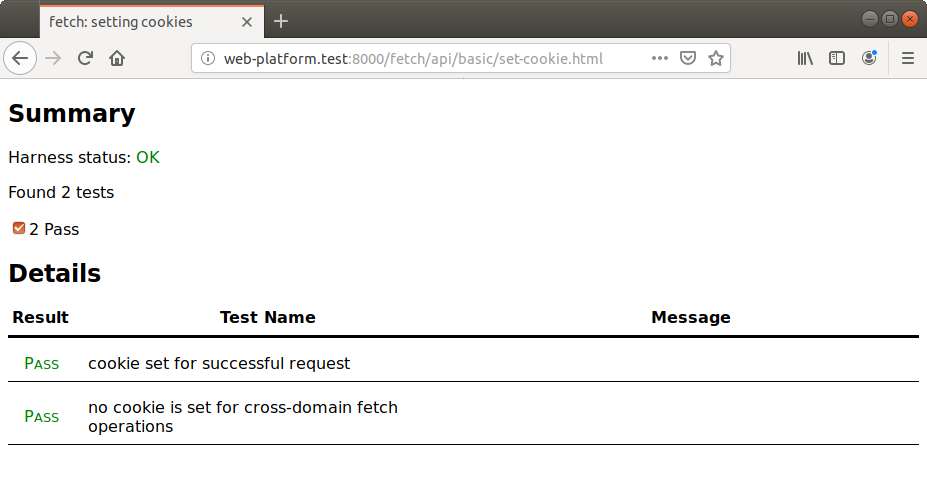 fetch: setting cookies
web-platform.test:8000/fetch/api/basic/set-cookie.html
Summary
Harness status: OK
Found 2 tests
2 Pass
Details
Result Test Name Message
Pass cookie set for successful request
Pass no cookie is set for cross-domain fetch
operations